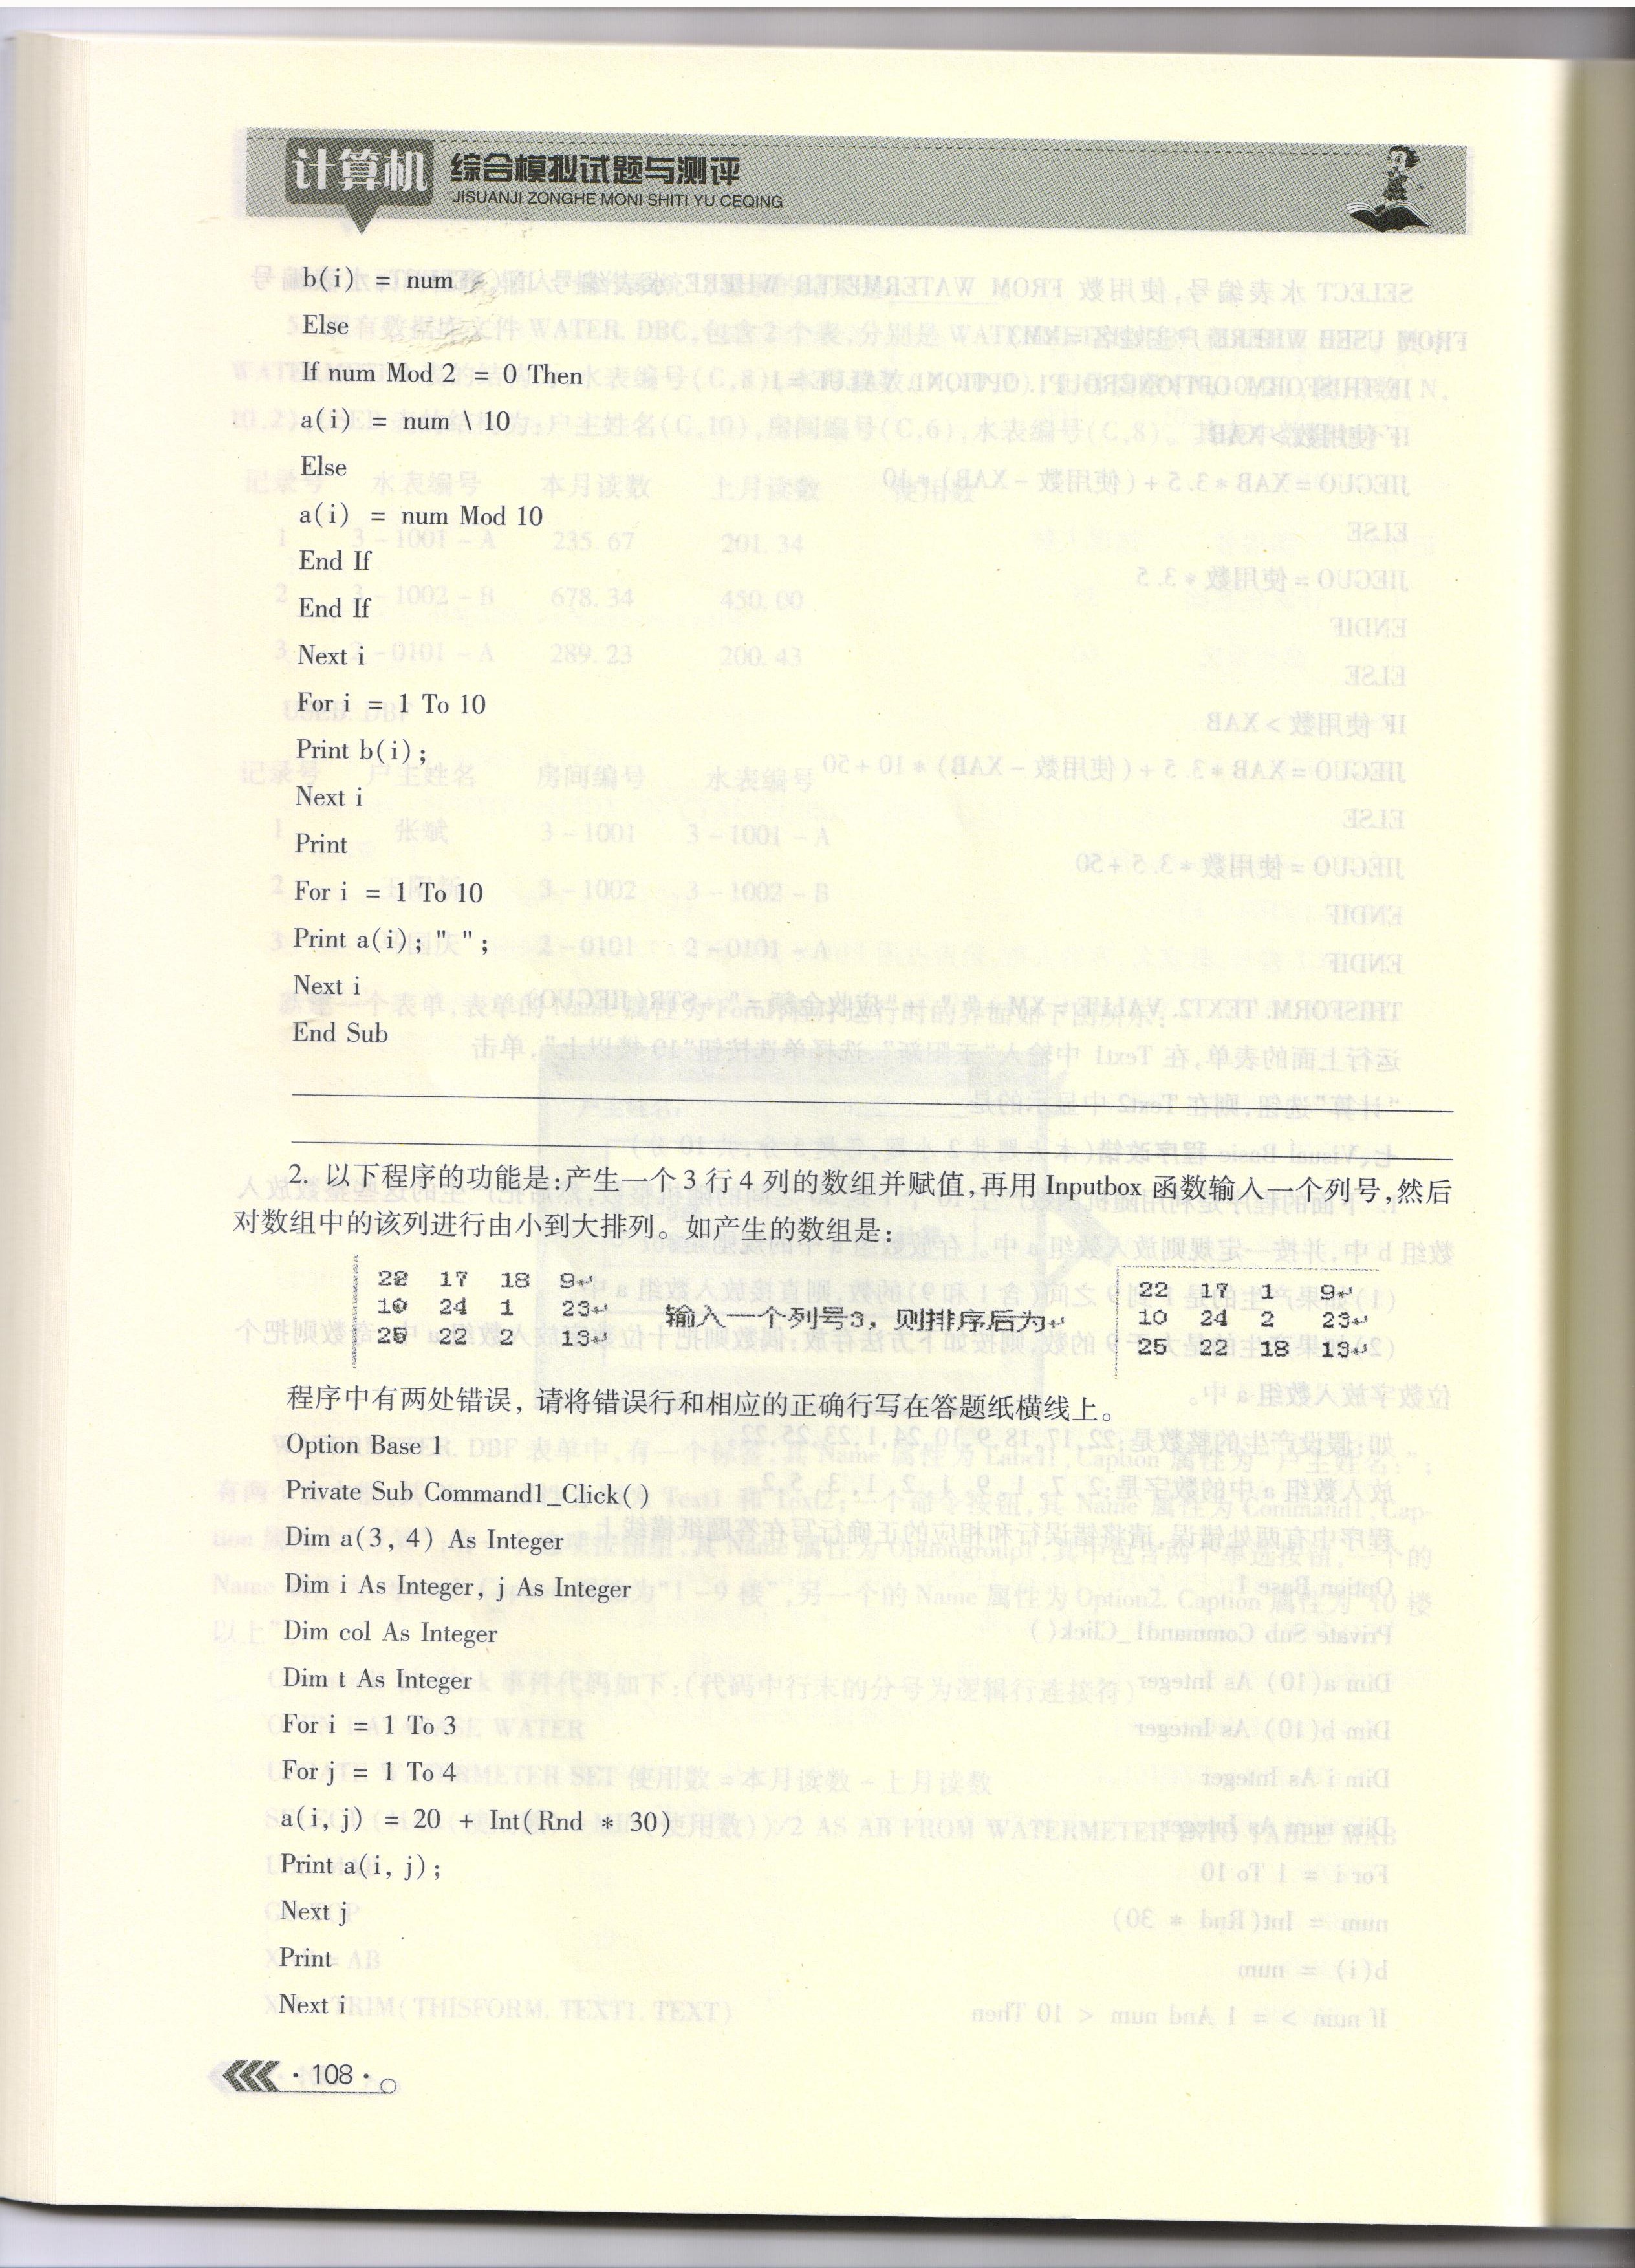 计算机 综合模拟试题与测评
JISUANJI ZONGHE MONI SHITI YU CEQING
b(i) = num
Else
If num Mod 2 = 0 Then
a(i) = num \ 10
Else
a(i) = num Mod 10
End If
End If
Next i
For i = 1 To 10
Print b(i);
Next i
Print
For i = 1 To 10
Print a(i); " ";
Next i
End Sub
2. 以下程序的功能是:产生一个3行4列的数组并赋值,再用 Inputbox 函数输入一个列号,然后
对数组中的该列进行由小到大排列。如产生的数组是:
22 17 18 9↵
10 24 1 23↵
25 22 2 13↵
输入一个列号3，则排序后为↵
22 17 1 9↵
10 24 2 23↵
25 22 18 13↵
程序中有两处错误,请将错误行和相应的正确行写在答题纸横线上。
Option Base 1
Private Sub Command1_Click()
Dim a(3, 4) As Integer
Dim i As Integer, j As Integer
Dim col As Integer
Dim t As Integer
For i = 1 To 3
For j = 1 To 4
a(i, j) = 20 + Int(Rnd * 30)
Print a(i, j);
Next j
Print
Next i
·108·